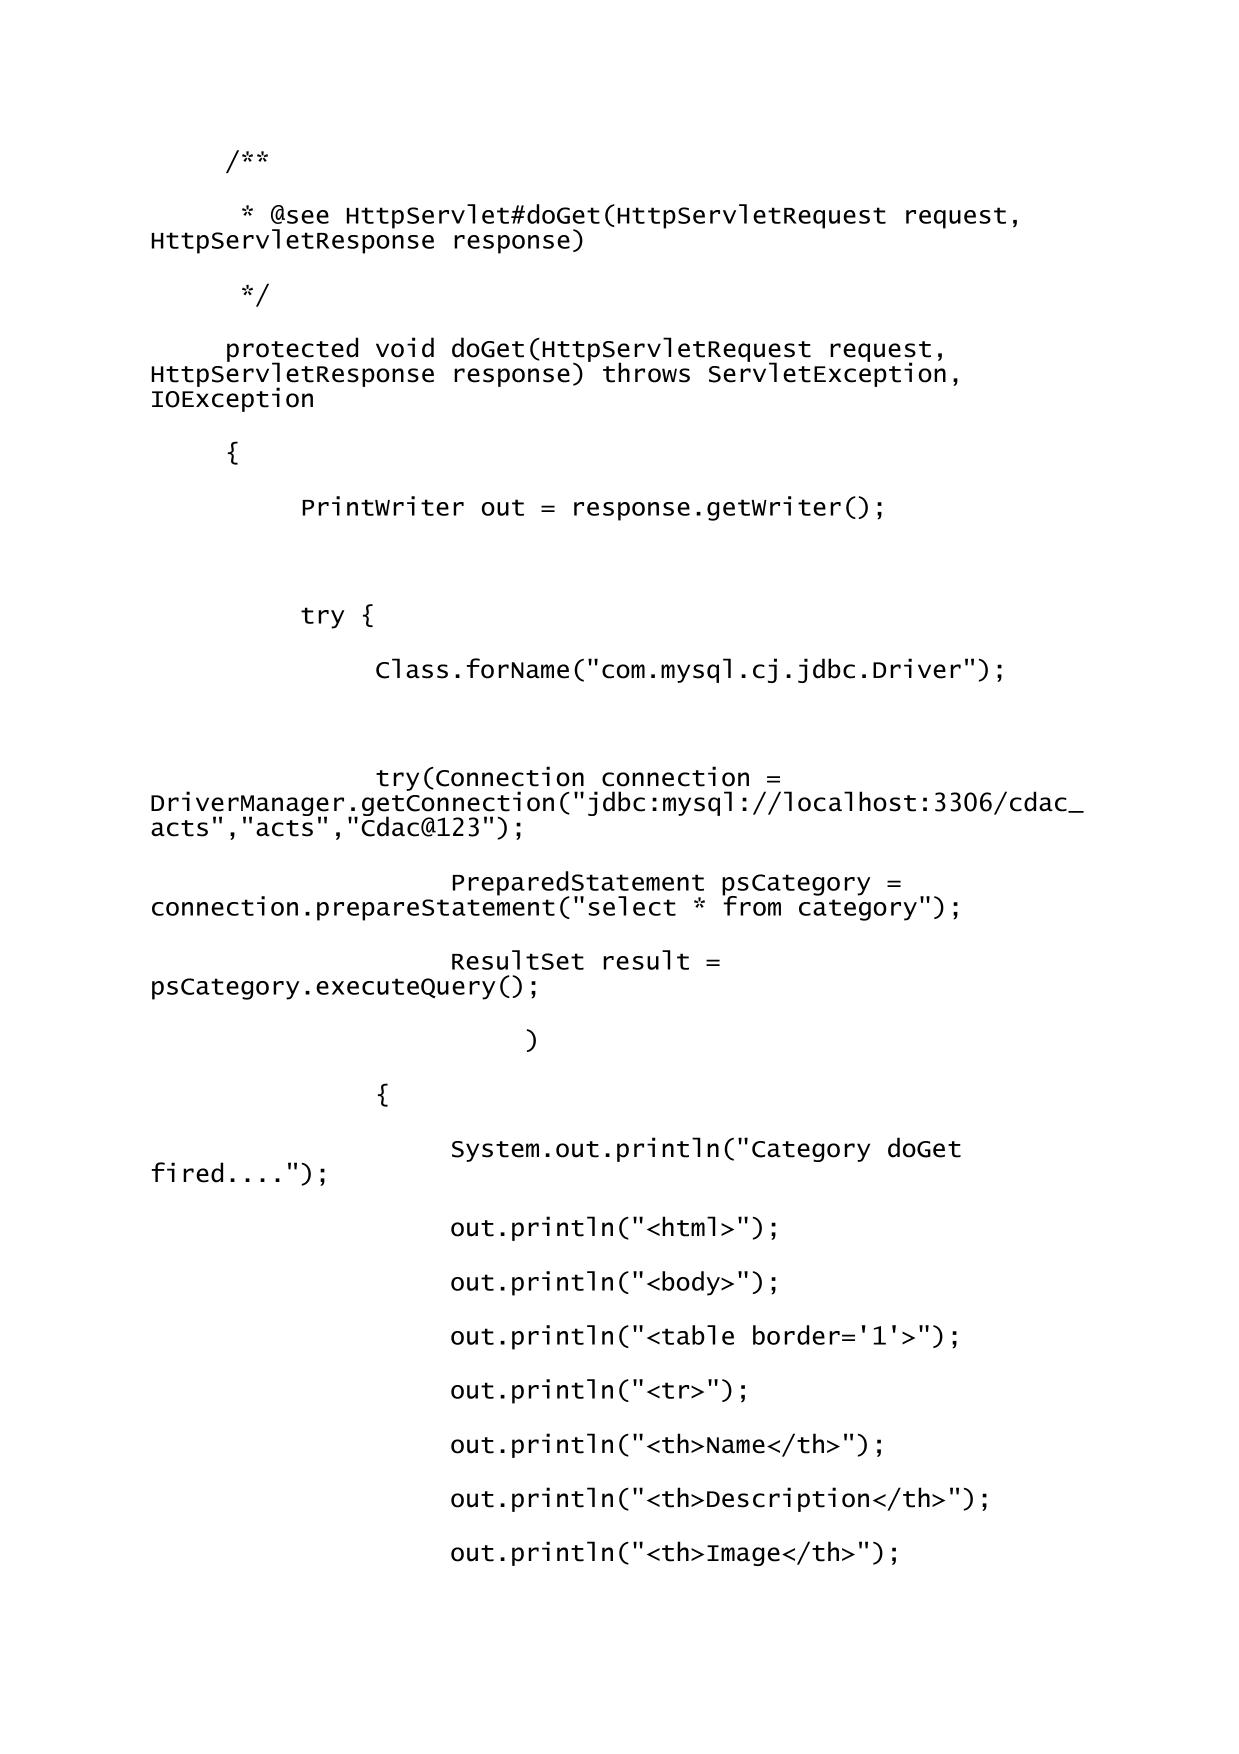 /**
* @see HttpServlet#doGet(HttpServletRequest request,
HttpServletResponse response)
*/
protected void doGet(HttpServletRequest request,
HttpServletResponse response) throws ServletException,
IOException
{
PrintWriter out = response.getWriter();
try {
Class.forName("com.mysql.cj.jdbc.Driver");
try(Connection connection =
DriverManager.getConnection("jdbc:mysql://localhost:3306/cdac_
acts","acts","Cdac@123");
PreparedStatement psCategory =
connection.prepareStatement("select * from category");
ResultSet result =
psCategory.executeQuery();
)
{
System.out.println("Category doGet
fired....");
out.println("<html>");
out.println("<body>");
out.println("<table border='1'>");
out.println("<tr>");
out.println("<th>Name</th>");
out.println("<th>Description</th>");
out.println("<th>Image</th>");